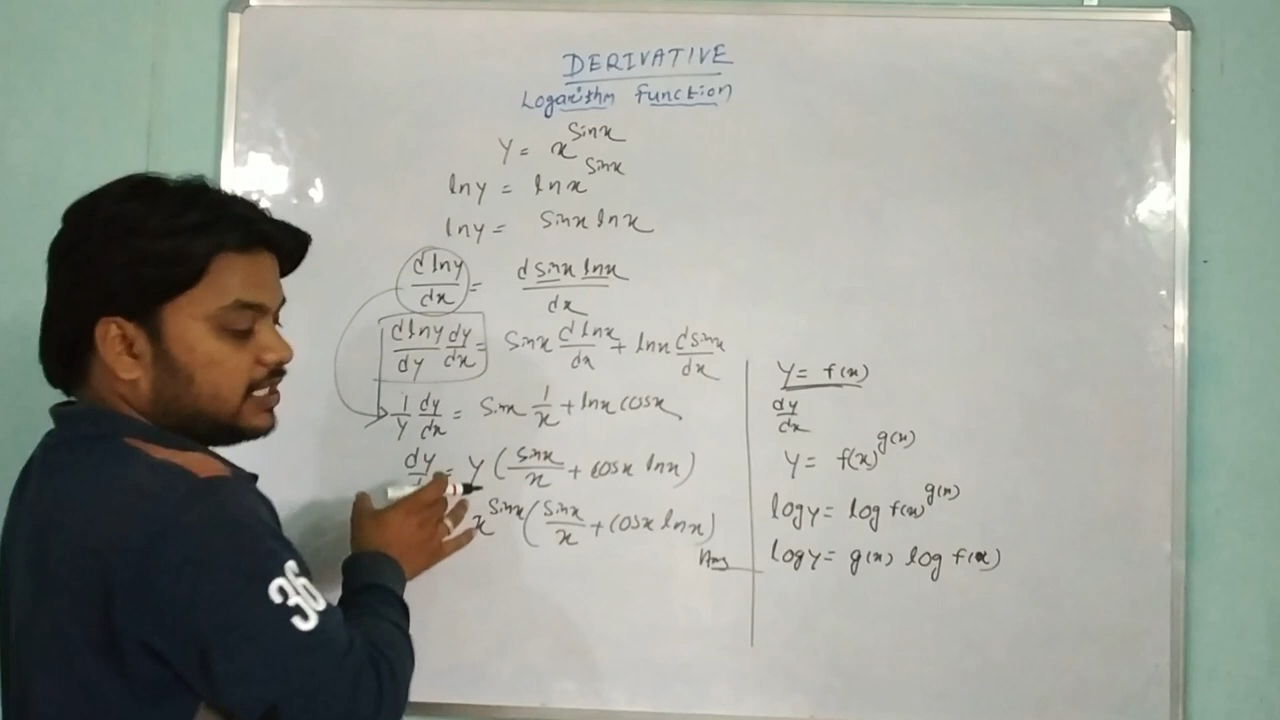 DERIVATIVE
Logarithm Function
Y = x^sinx
lny = lnx^sinx
lny = sinx lnx
dlny/dx = d sinx lnx/dx
dlny/dy dy/dx = sinx dlnx/dx + lnx dsinx/dx
1/Y dy/dx = sinx 1/x + lnx cosx
dy/ = Y (sinx/x + cosx lnx)
x^sinx (sinx/x + cosx lnx)
Ans
Y = f(x)
dy/dx
Y = f(x)^g(x)
logy = log f(x)^g(x)
logy = g(x) log f(x)
36